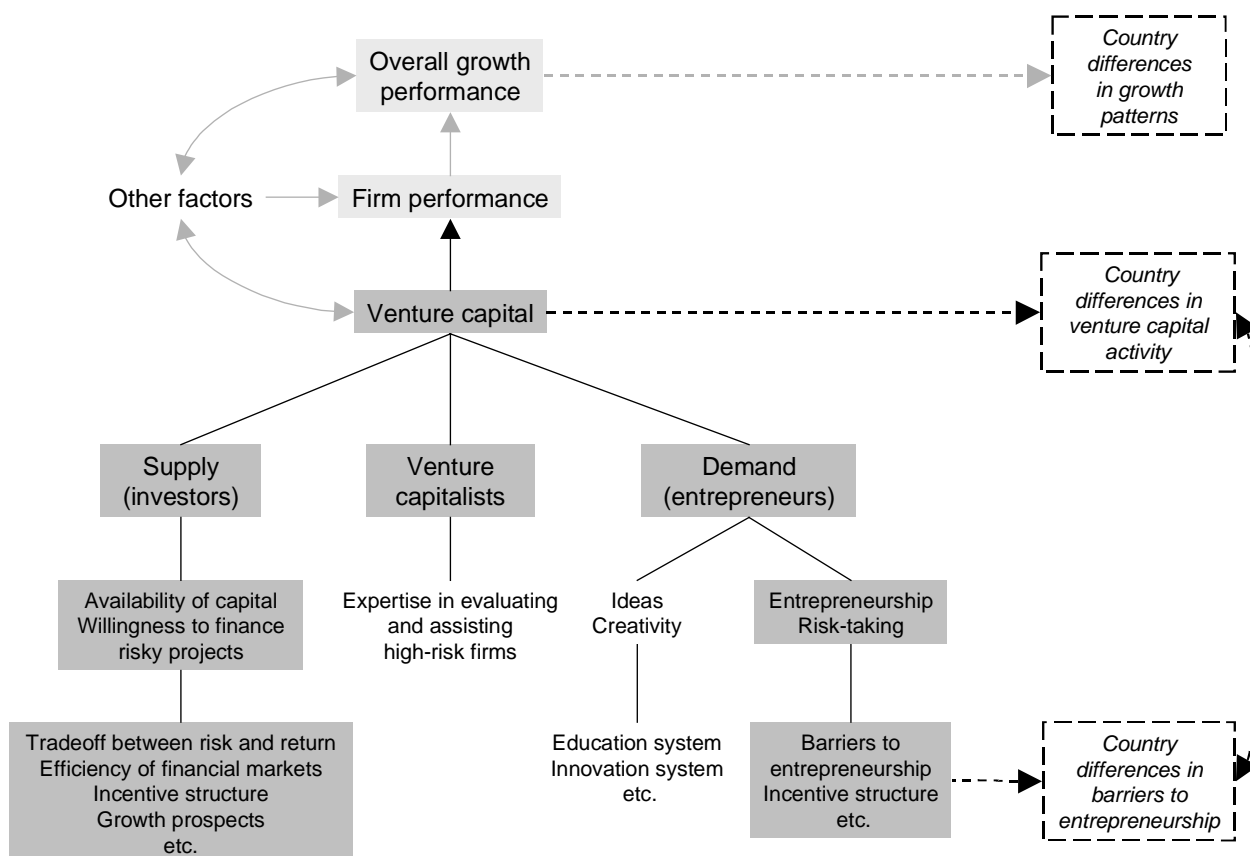 Overall growth
performance
Country
differences
in growth
patterns
Other factors
Firm performance
Venture capital
Country
differences in
venture capital
activity
Supply
(investors)
Venture
capitalists
Demand
(entrepreneurs)
Availability of capital
Willingness to finance
risky projects
Expertise in evaluating
and assisting
high-risk firms
Ideas
Creativity
Entrepreneurship
Risk-taking
Tradeoff between risk and return
Efficiency of financial markets
Incentive structure
Growth prospects
etc.
Education system
Innovation system
etc.
Barriers to
entrepreneurship
Incentive structure
etc.
Country
differences in
barriers to
entrepreneurship